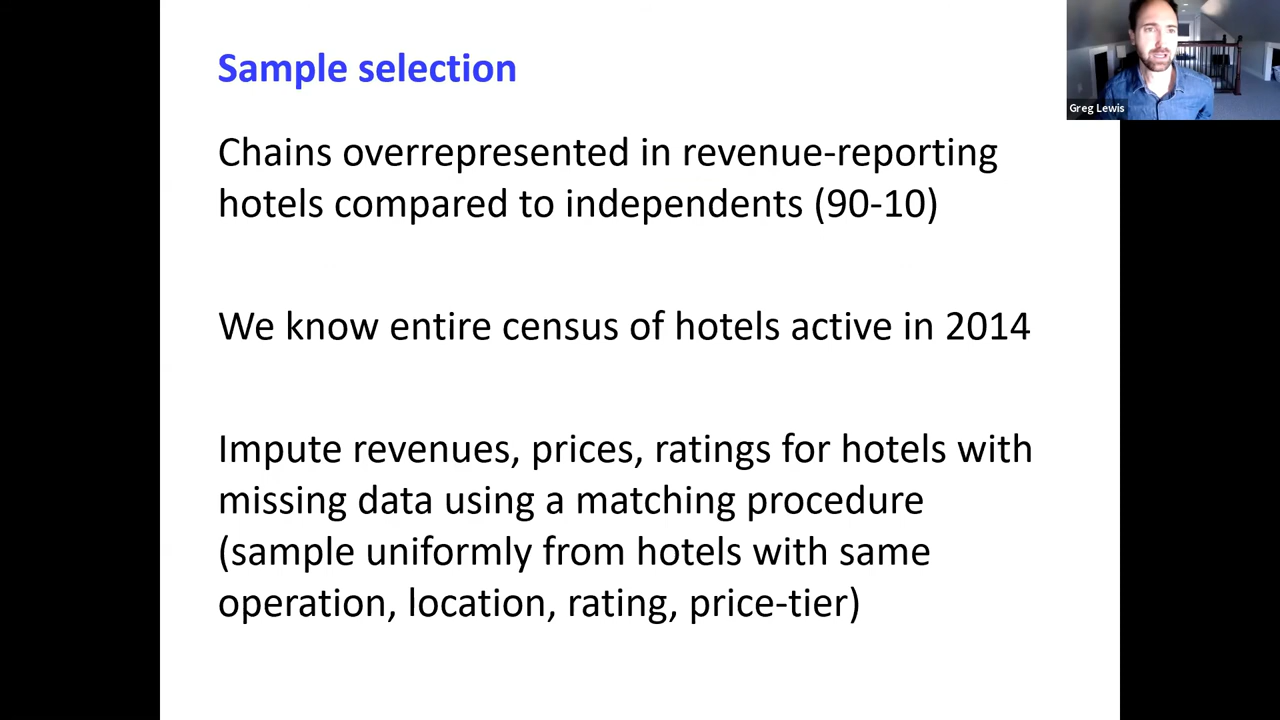 Sample selection
Chains overrepresented in revenue-reporting
hotels compared to independents (90-10)
We know entire census of hotels active in 2014
Impute revenues, prices, ratings for hotels with
missing data using a matching procedure
(sample uniformly from hotels with same
operation, location, rating, price-tier)
Greg Lewis